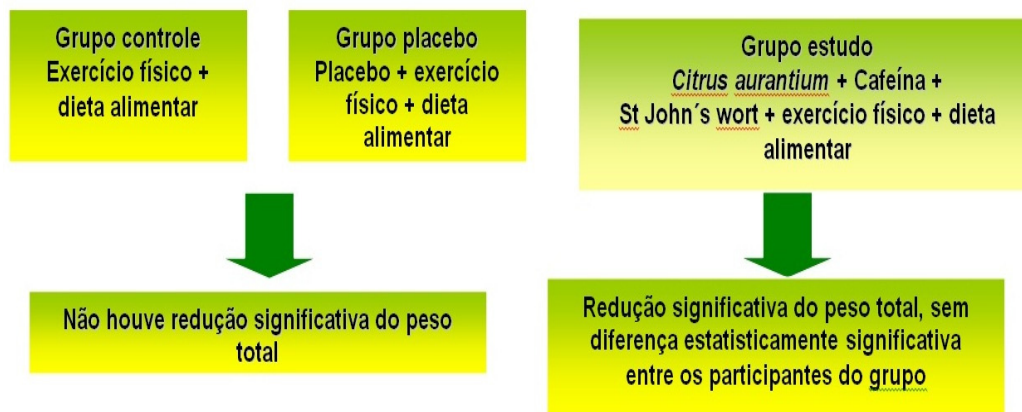 Grupo controle
Exercício físico +
dieta alimentar
Grupo placebo
Placebo + exercício
físico + dieta
alimentar
Grupo estudo
Citrus aurantium + Cafeína +
St John´s wort + exercício físico + dieta
alimentar
Não houve redução significativa do peso
total
Redução significativa do peso total, sem
diferença estatisticamente significativa
entre os participantes do grupo